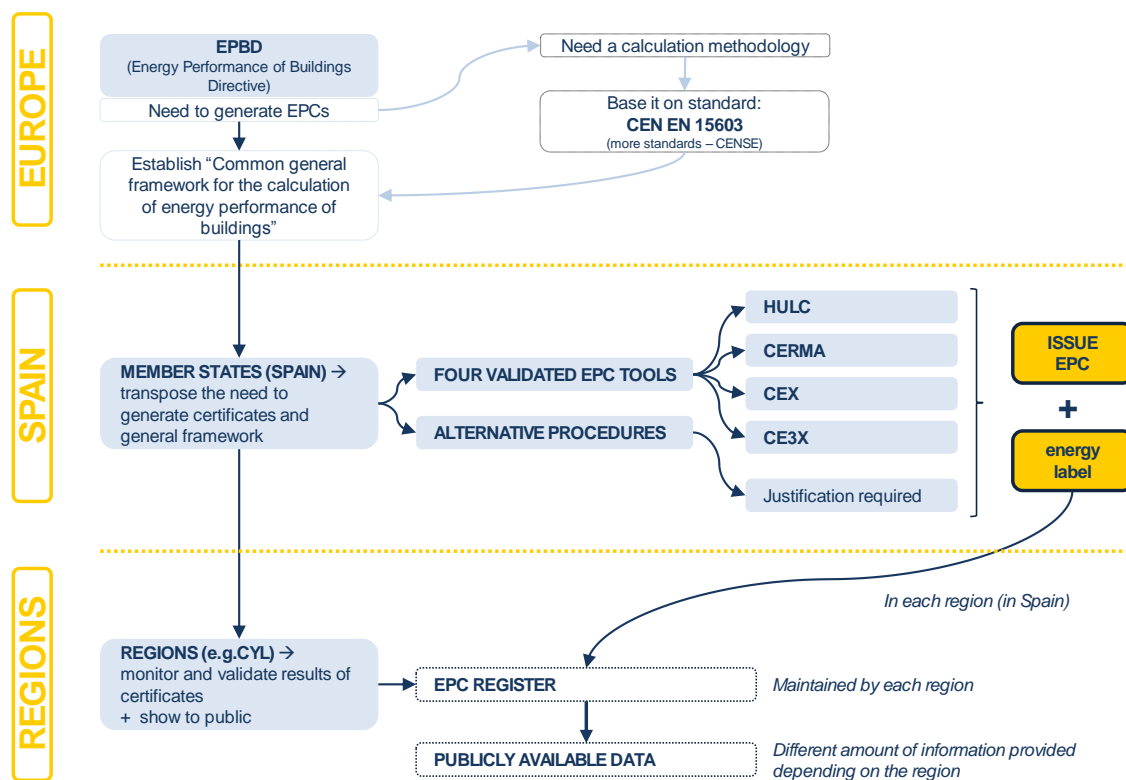 EUROPE
EPBD
(Energy Performance of Buildings
Directive)
Need to generate EPCs
Need a calculation methodology
Base it on standard:
CEN EN 15603
(more standards – CENSE)
Establish “Common general
framework for the calculation
of energy performance of
buildings”
SPAIN
MEMBER STATES (SPAIN) →
transpose the need to
generate certificates and
general framework
FOUR VALIDATED EPC TOOLS
ALTERNATIVE PROCEDURES
HULC
CERMA
CEX
CE3X
Justification required
ISSUE
EPC
+
energy
label
REGIONS
In each region (in Spain)
REGIONS (e.g.CYL) →
monitor and validate results of
certificates
+ show to public
EPC REGISTER
Maintained by each region
PUBLICLY AVAILABLE DATA
Different amount of information provided
depending on the region